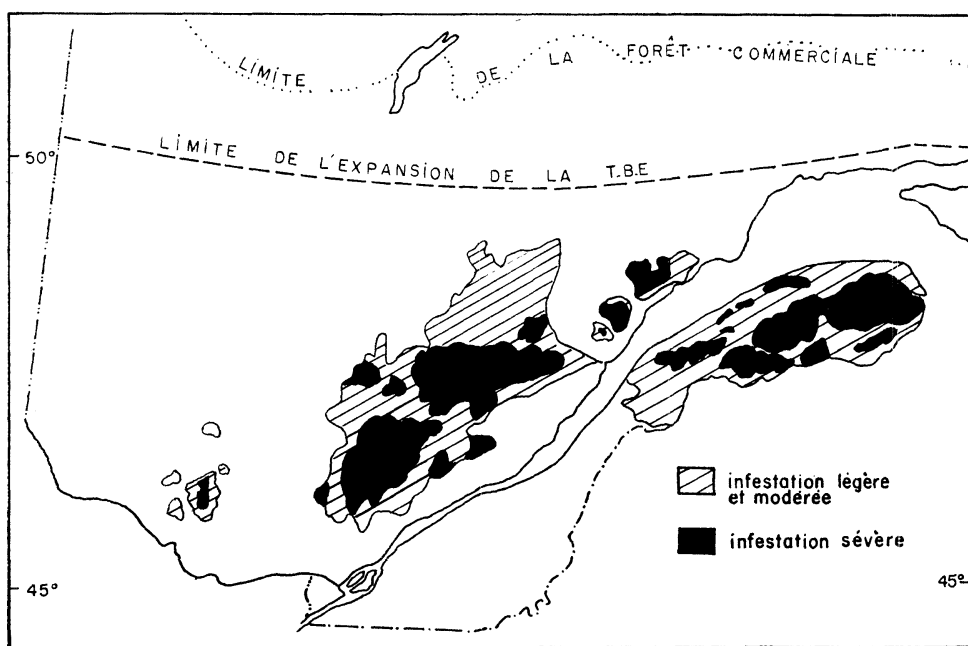 LIMITE DE LA FORÊT COMMERCIALE
50°
LIMITE DE L'EXPANSION DE LA T.B.E
infestation légère
et modérée
infestation sévère
45°
45°